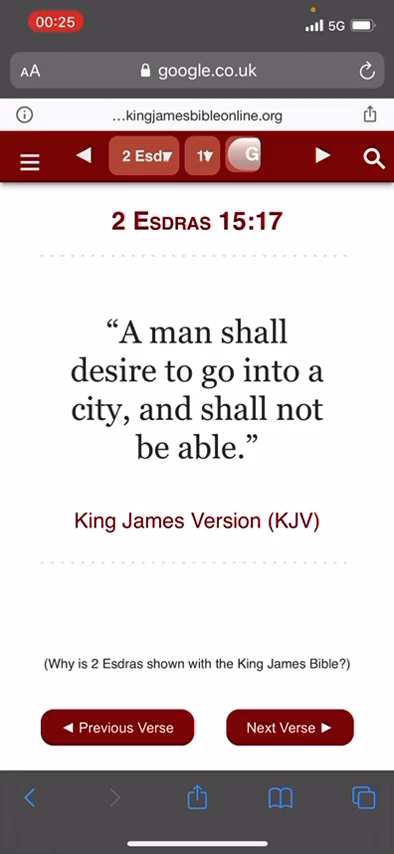 00:25
5G
AA google.co.uk
...kingjamesbibleonline.org
2 Esd 1 G
2 ESDRAS 15:17
“A man shall
desire to go into a
city, and shall not
be able.”
King James Version (KJV)
(Why is 2 Esdras shown with the King James Bible?)
◄ Previous Verse Next Verse ►